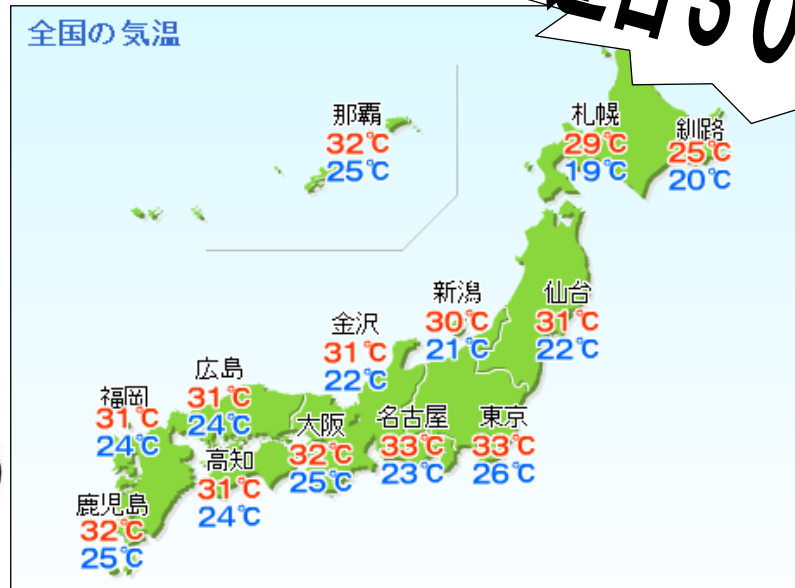 全国の気温
那覇
32℃
25℃
札幌
29℃
19℃
釧路
25℃
20℃
新潟
30℃
21℃
仙台
31℃
22℃
金沢
31℃
22℃
広島
31℃
24℃
福岡
31℃
24℃
大阪
32℃
25℃
名古屋
33℃
23℃
東京
33℃
26℃
高知
31℃
24℃
鹿児島
32℃
25℃